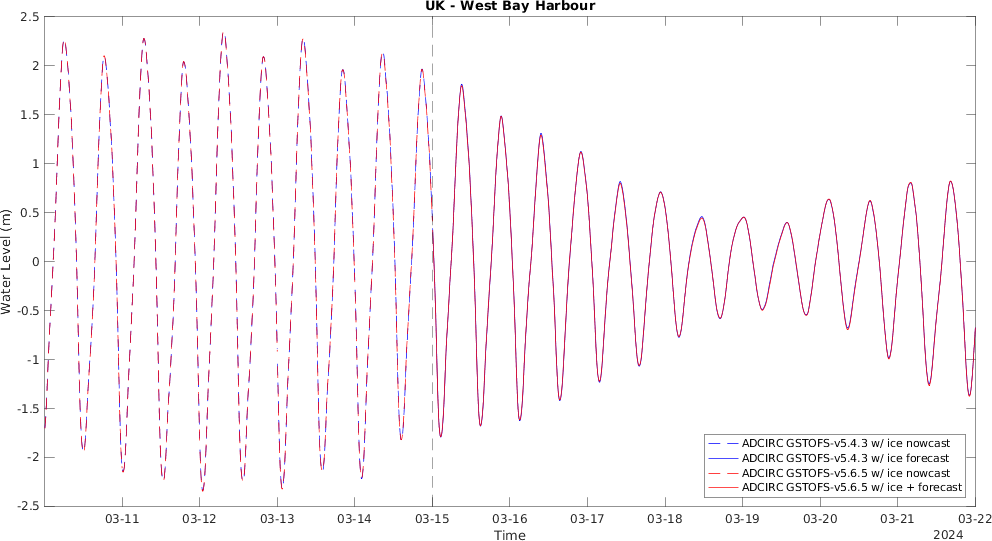 UK - West Bay Harbour
2.5
2
1.5
1
0.5
0
-0.5
-1
-1.5
-2
-2.5
Water Level (m)
ADCIRC GSTOFS-v5.4.3 w/ ice nowcast
ADCIRC GSTOFS-v5.4.3 w/ ice forecast
ADCIRC GSTOFS-v5.6.5 w/ ice nowcast
ADCIRC GSTOFS-v5.6.5 w/ ice + forecast
03-11 03-12 03-13 03-14 03-15 03-16 03-17 03-18 03-19 03-20 03-21 03-22
Time
2024